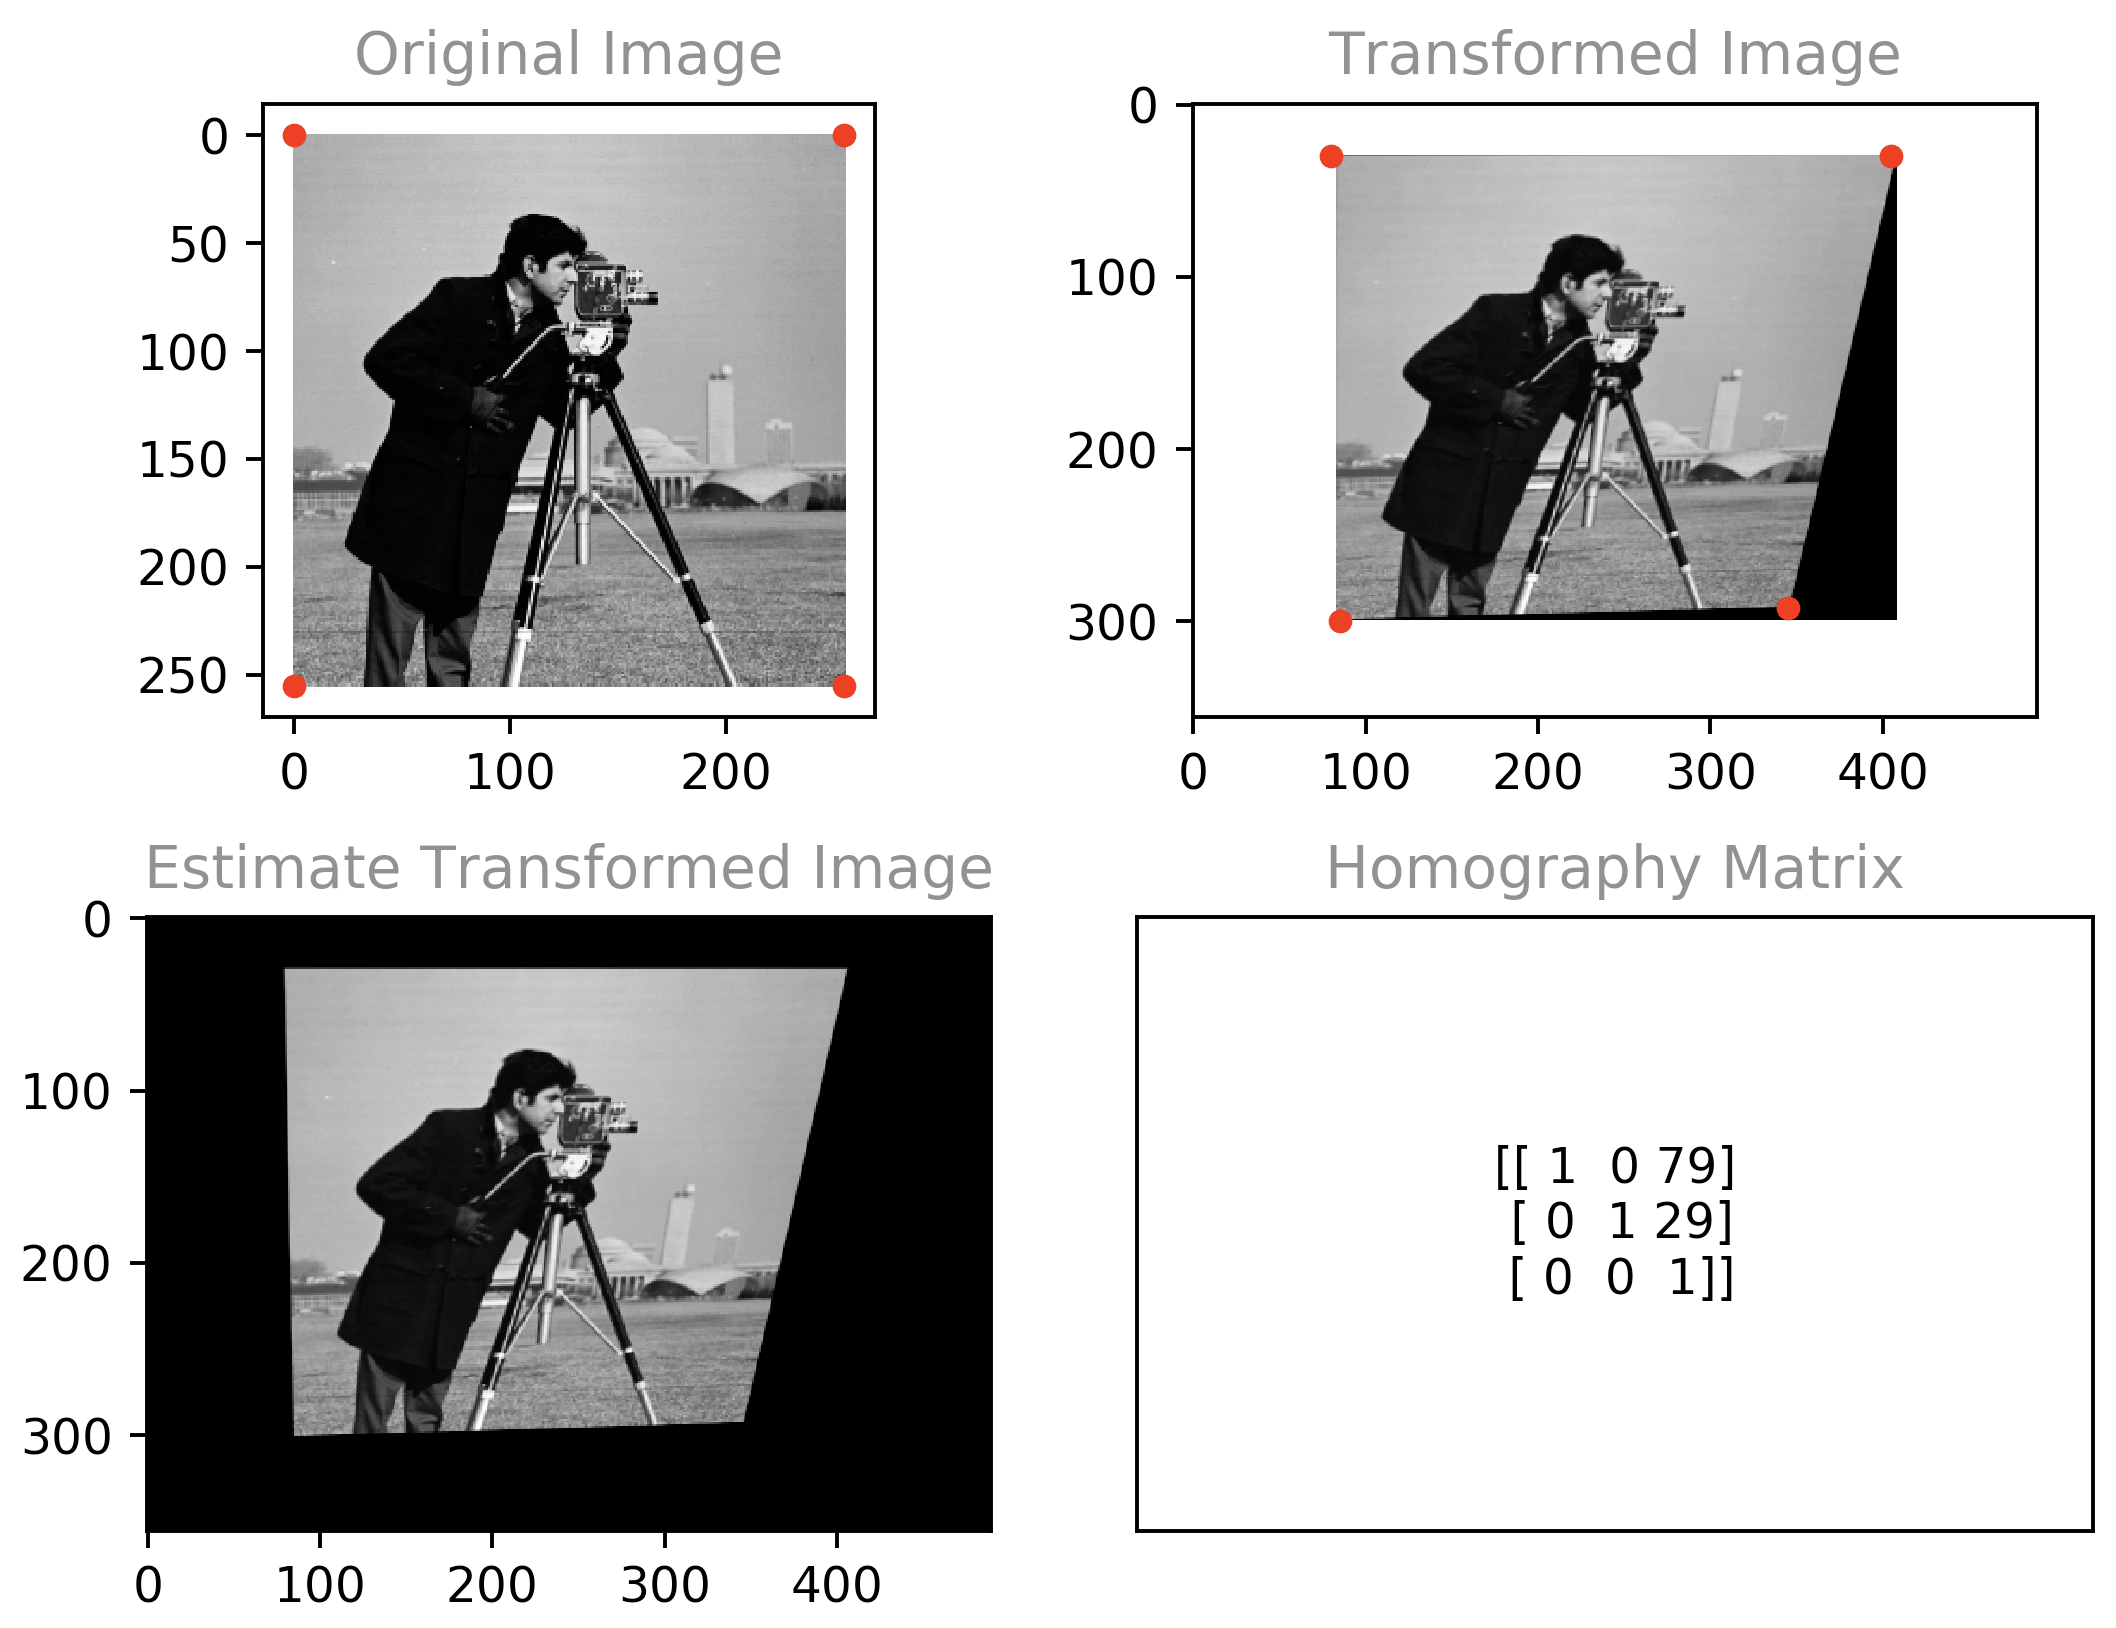 Original Image
0
50
100
150
200
250
0 100 200
Transformed Image
0
100
200
300
0 100 200 300 400
Estimate Transformed Image
0
100
200
300
0 100 200 300 400
Homography Matrix
[[ 1 0 79]
[ 0 1 29]
[ 0 0 1]]